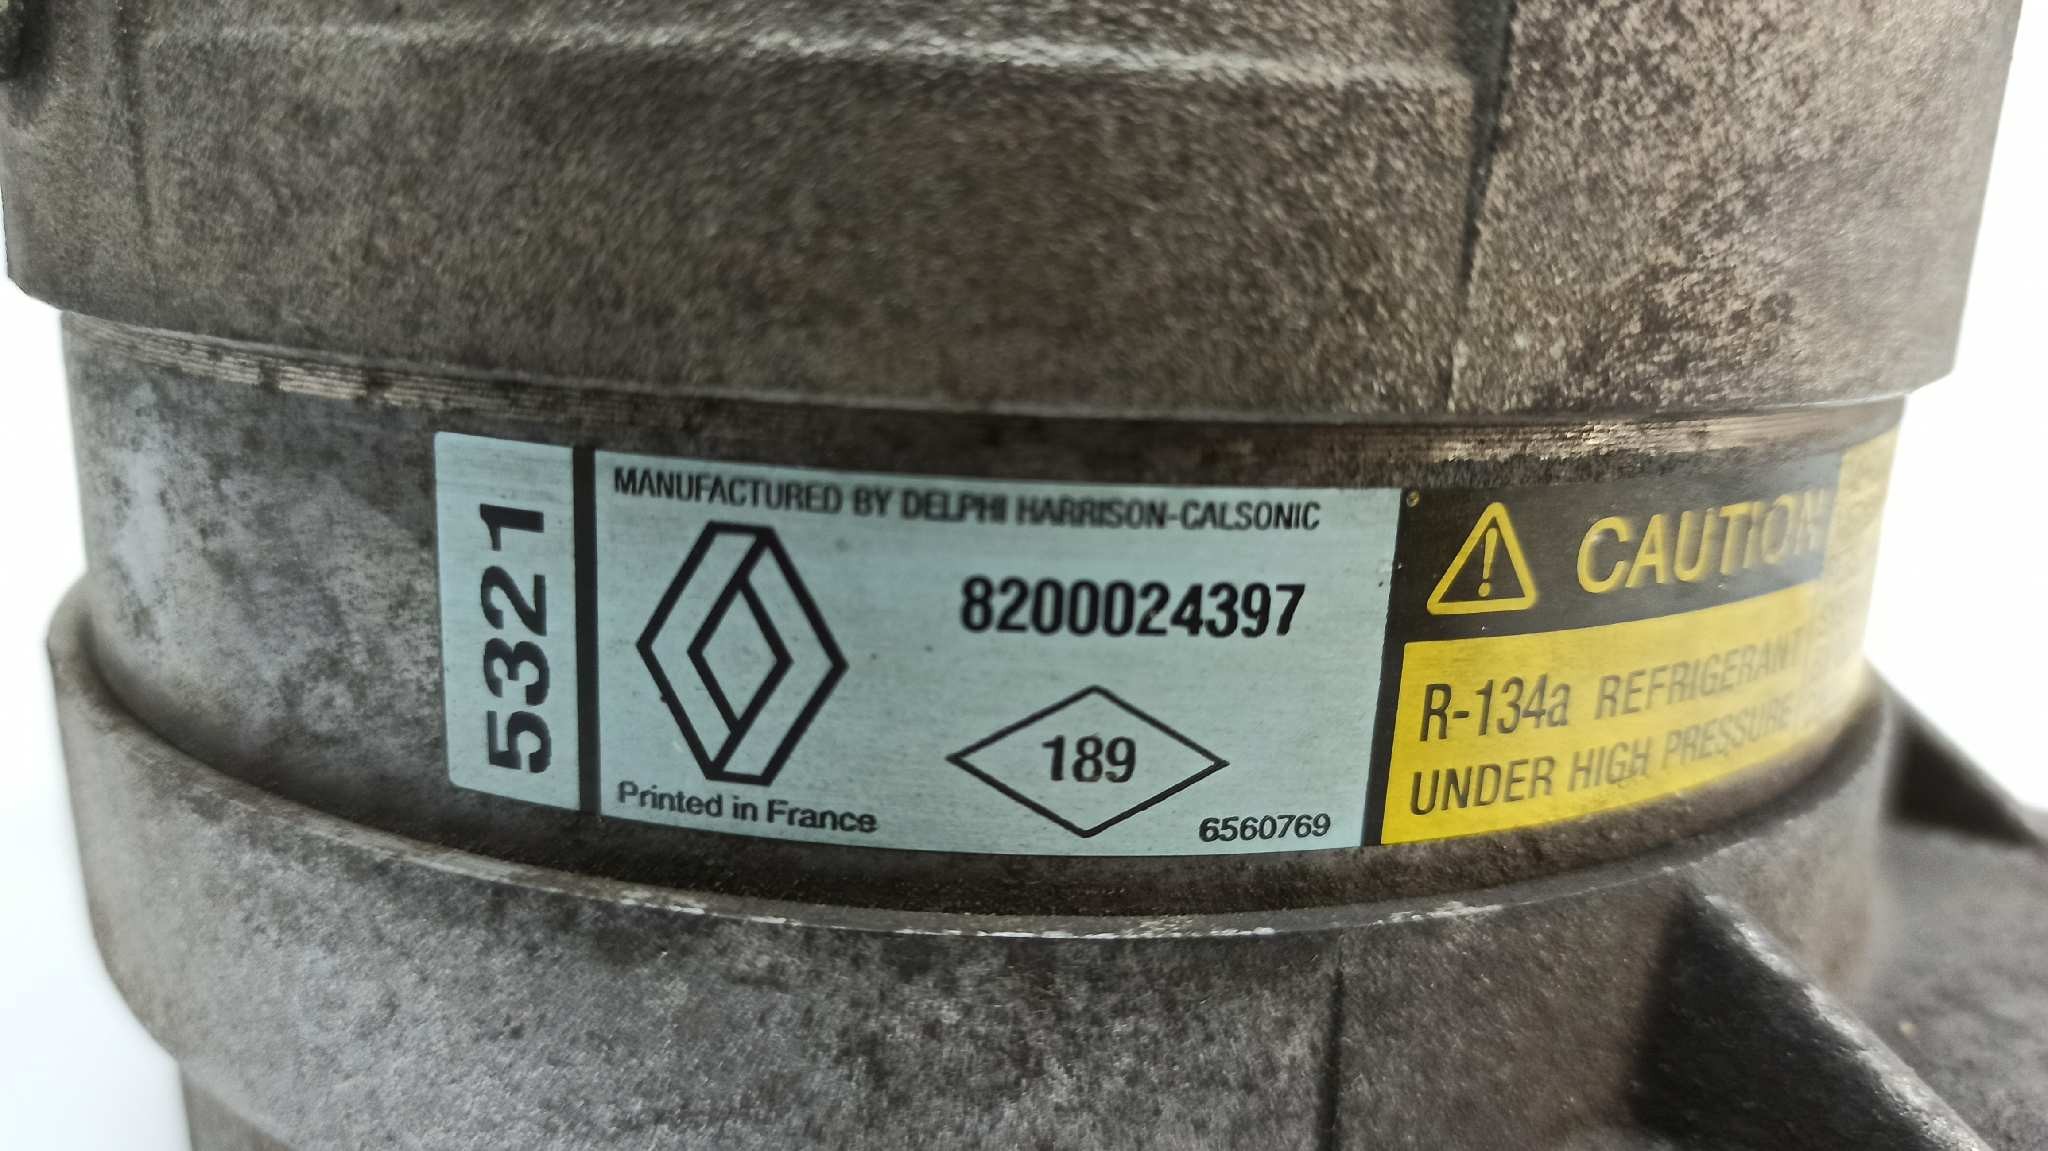 5321
MANUFACTURED BY DELPHI HARRISON-CALSONIC
8200024397
189
Printed in France
6560769
CAUTION
R-134a REFRIGERANT
UNDER HIGH PRESSURE